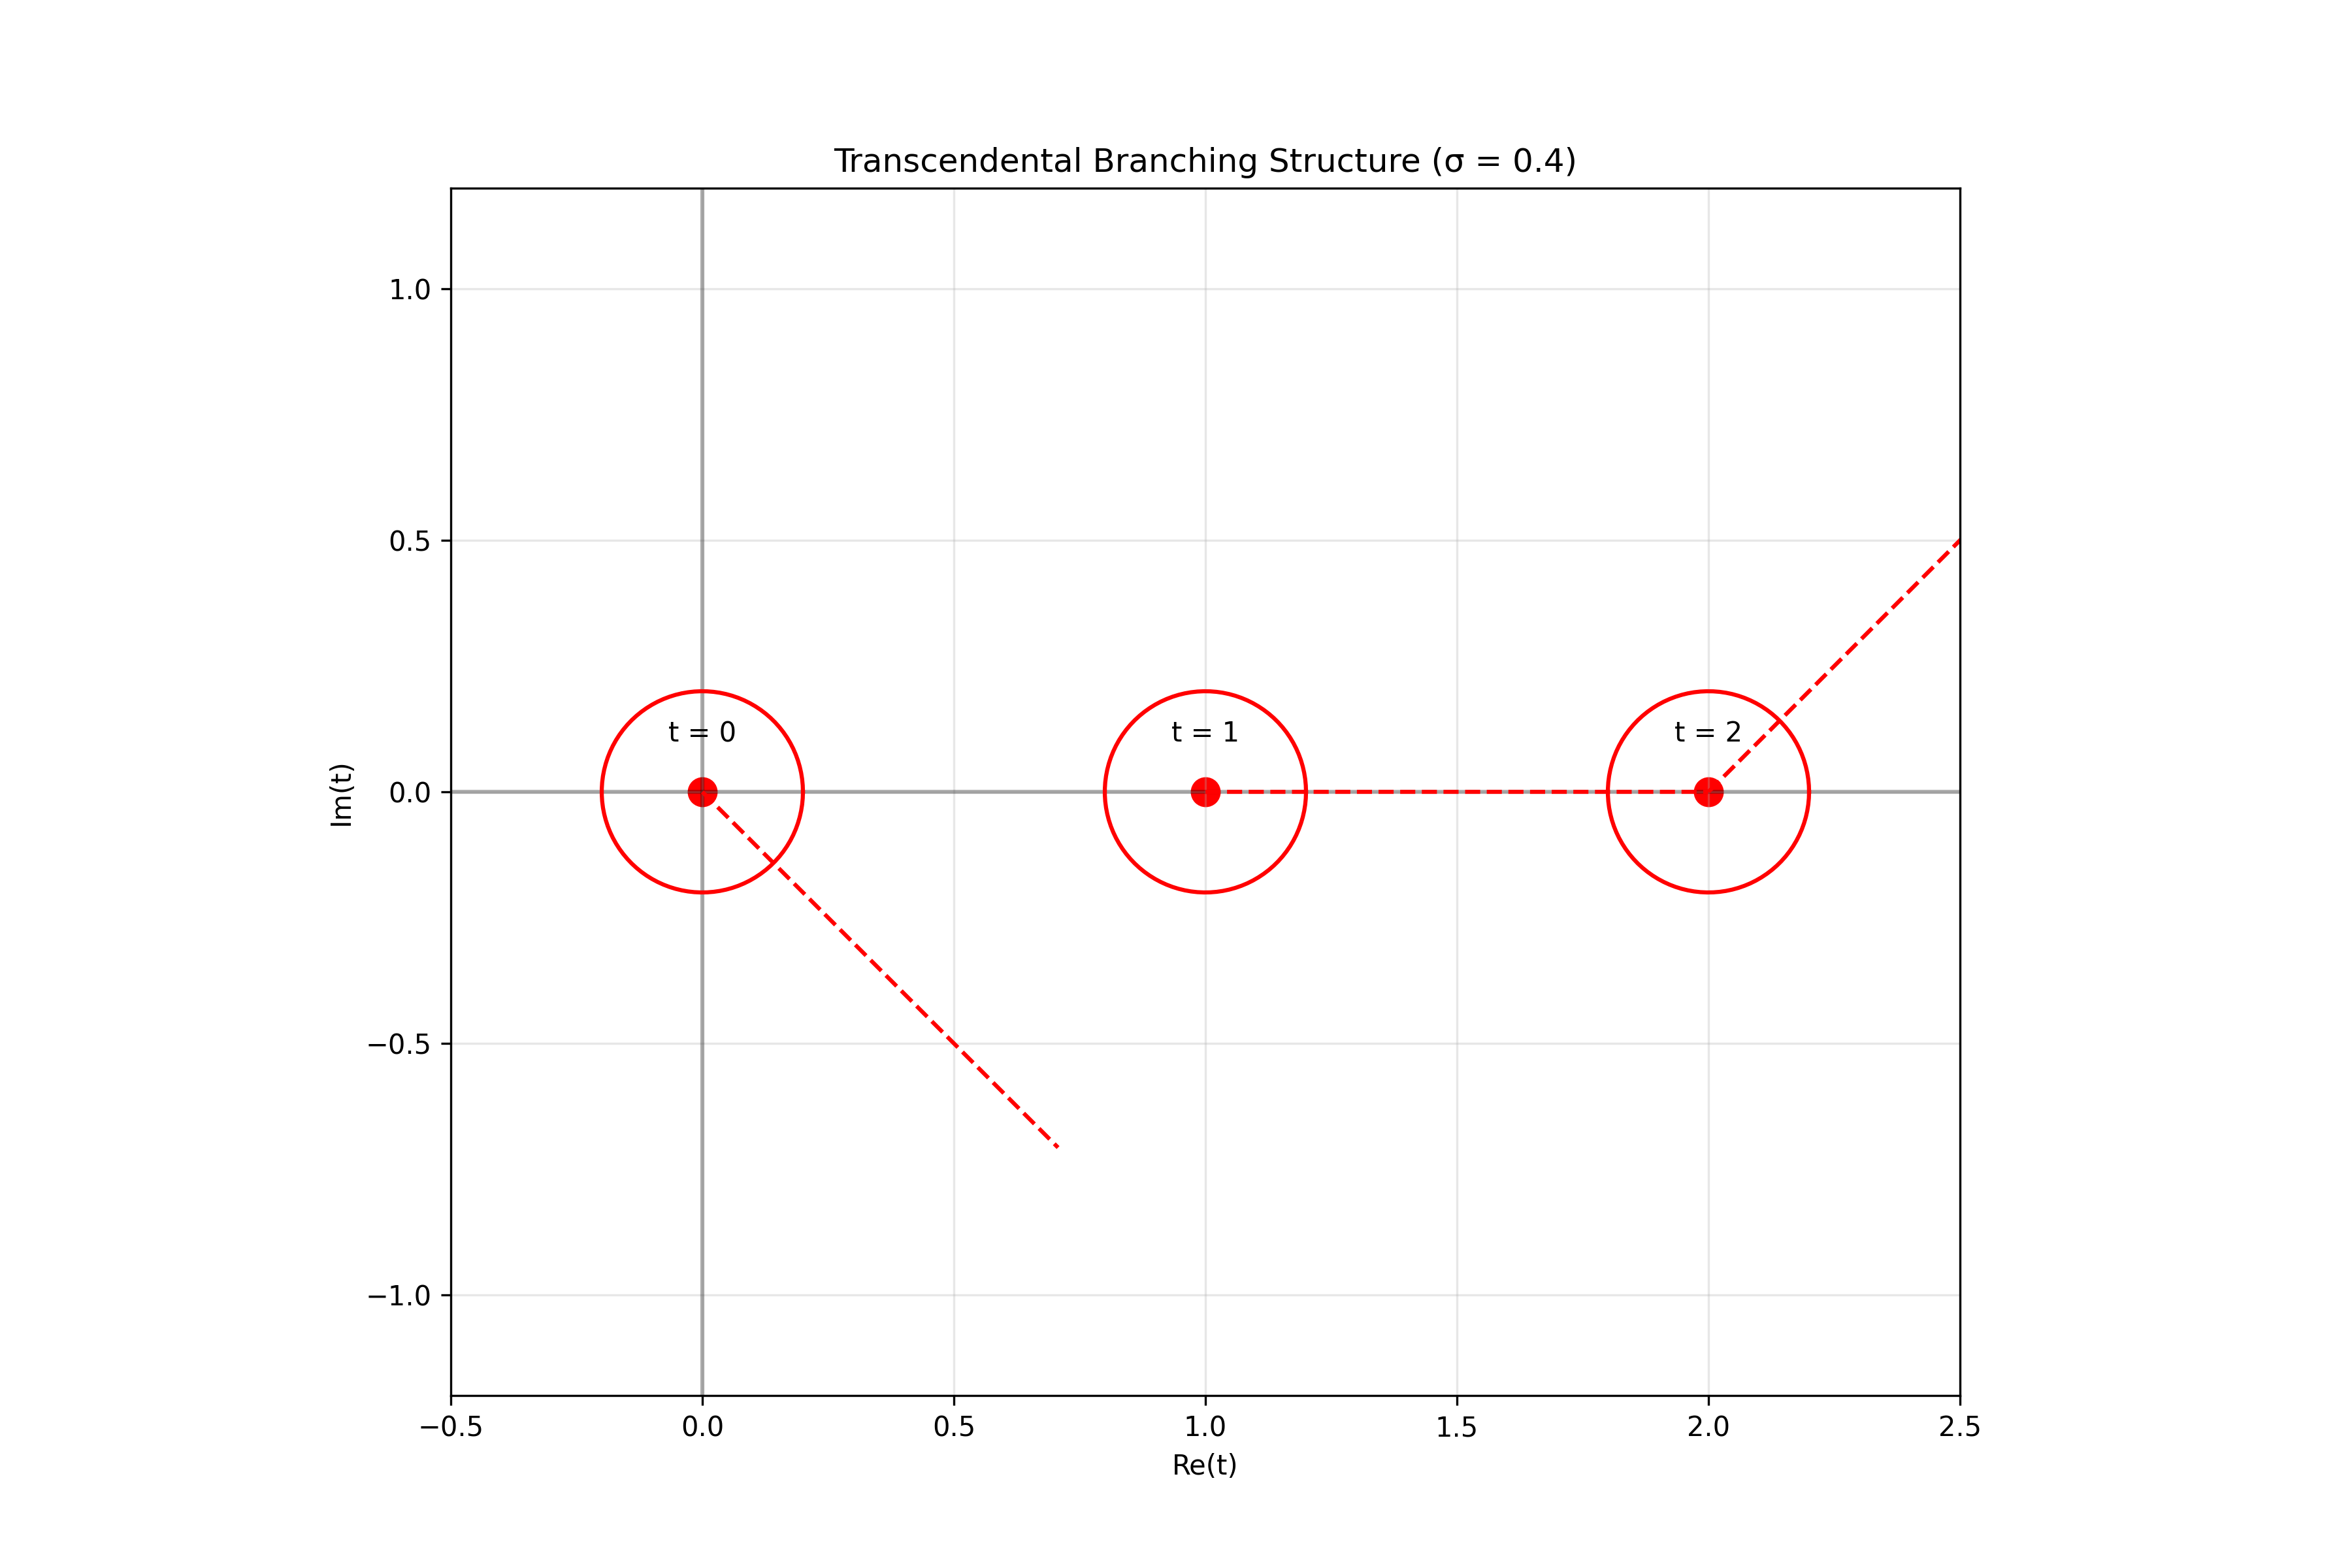 Transcendental Branching Structure (σ = 0.4)
1.0
0.5
0.0
−0.5
−1.0
Im(t)
t = 0
t = 1
t = 2
−0.5
0.0
0.5
1.0
1.5
2.0
2.5
Re(t)